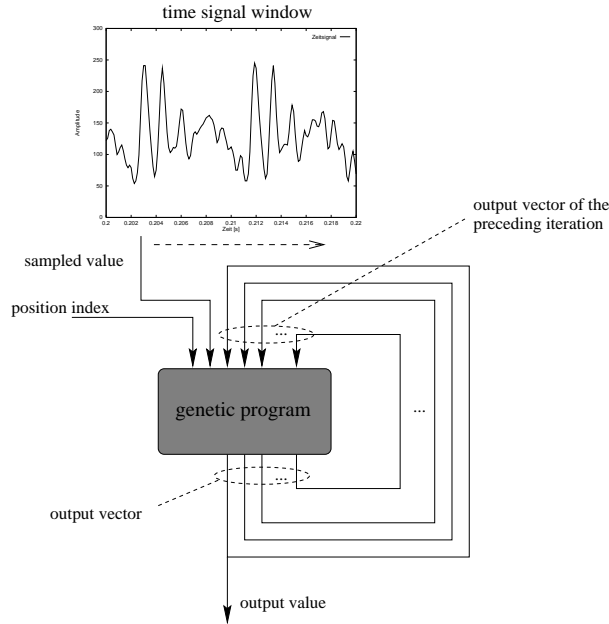 time signal window
Zeitsignal
300
250
200
150
100
50
0
Amplitude
0.2 0.202 0.204 0.206 0.208 0.21 0.212 0.214 0.216 0.218 0.22
Zeit [s]
output vector of the
preceding iteration
sampled value
position index
...
genetic program
...
...
output vector
output value